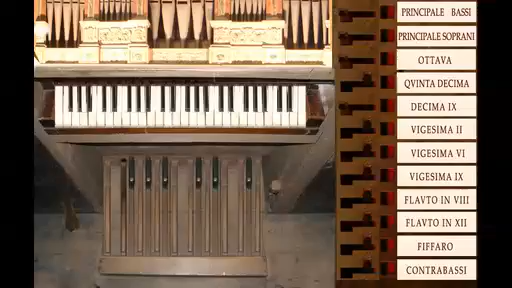 PRINCIPALE BASSI
PRINCIPALE SOPRANI
OTTAVA
QVINTA DECIMA
DECIMA IX
VIGESIMA II
VIGESIMA VI
VIGESIMA IX
FLAVTO IN VIII
FLAVTO IN XII
FIFFARO
CONTRABASSI